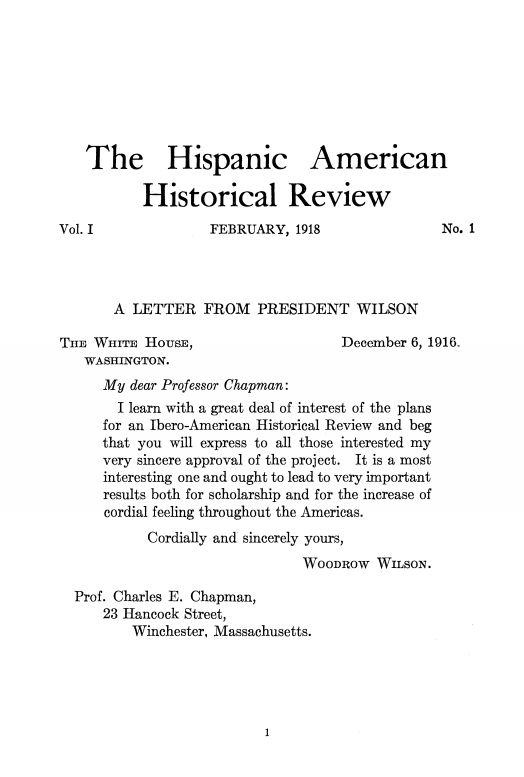 The Hispanic American
Historical Review
Vol. I FEBRUARY, 1918 No. 1
A LETTER FROM PRESIDENT WILSON
THE WHITE HOUSE, December 6, 1916.
WASHINGTON.
My dear Professor Chapman:
I learn with a great deal of interest of the plans
for an Ibero-American Historical Review and beg
that you will express to all those interested my
very sincere approval of the project. It is a most
interesting one and ought to lead to very important
results both for scholarship and for the increase of
cordial feeling throughout the Americas.
Cordially and sincerely yours,
WOODROW WILSON.
Prof. Charles E. Chapman,
23 Hancock Street,
Winchester, Massachusetts.
1